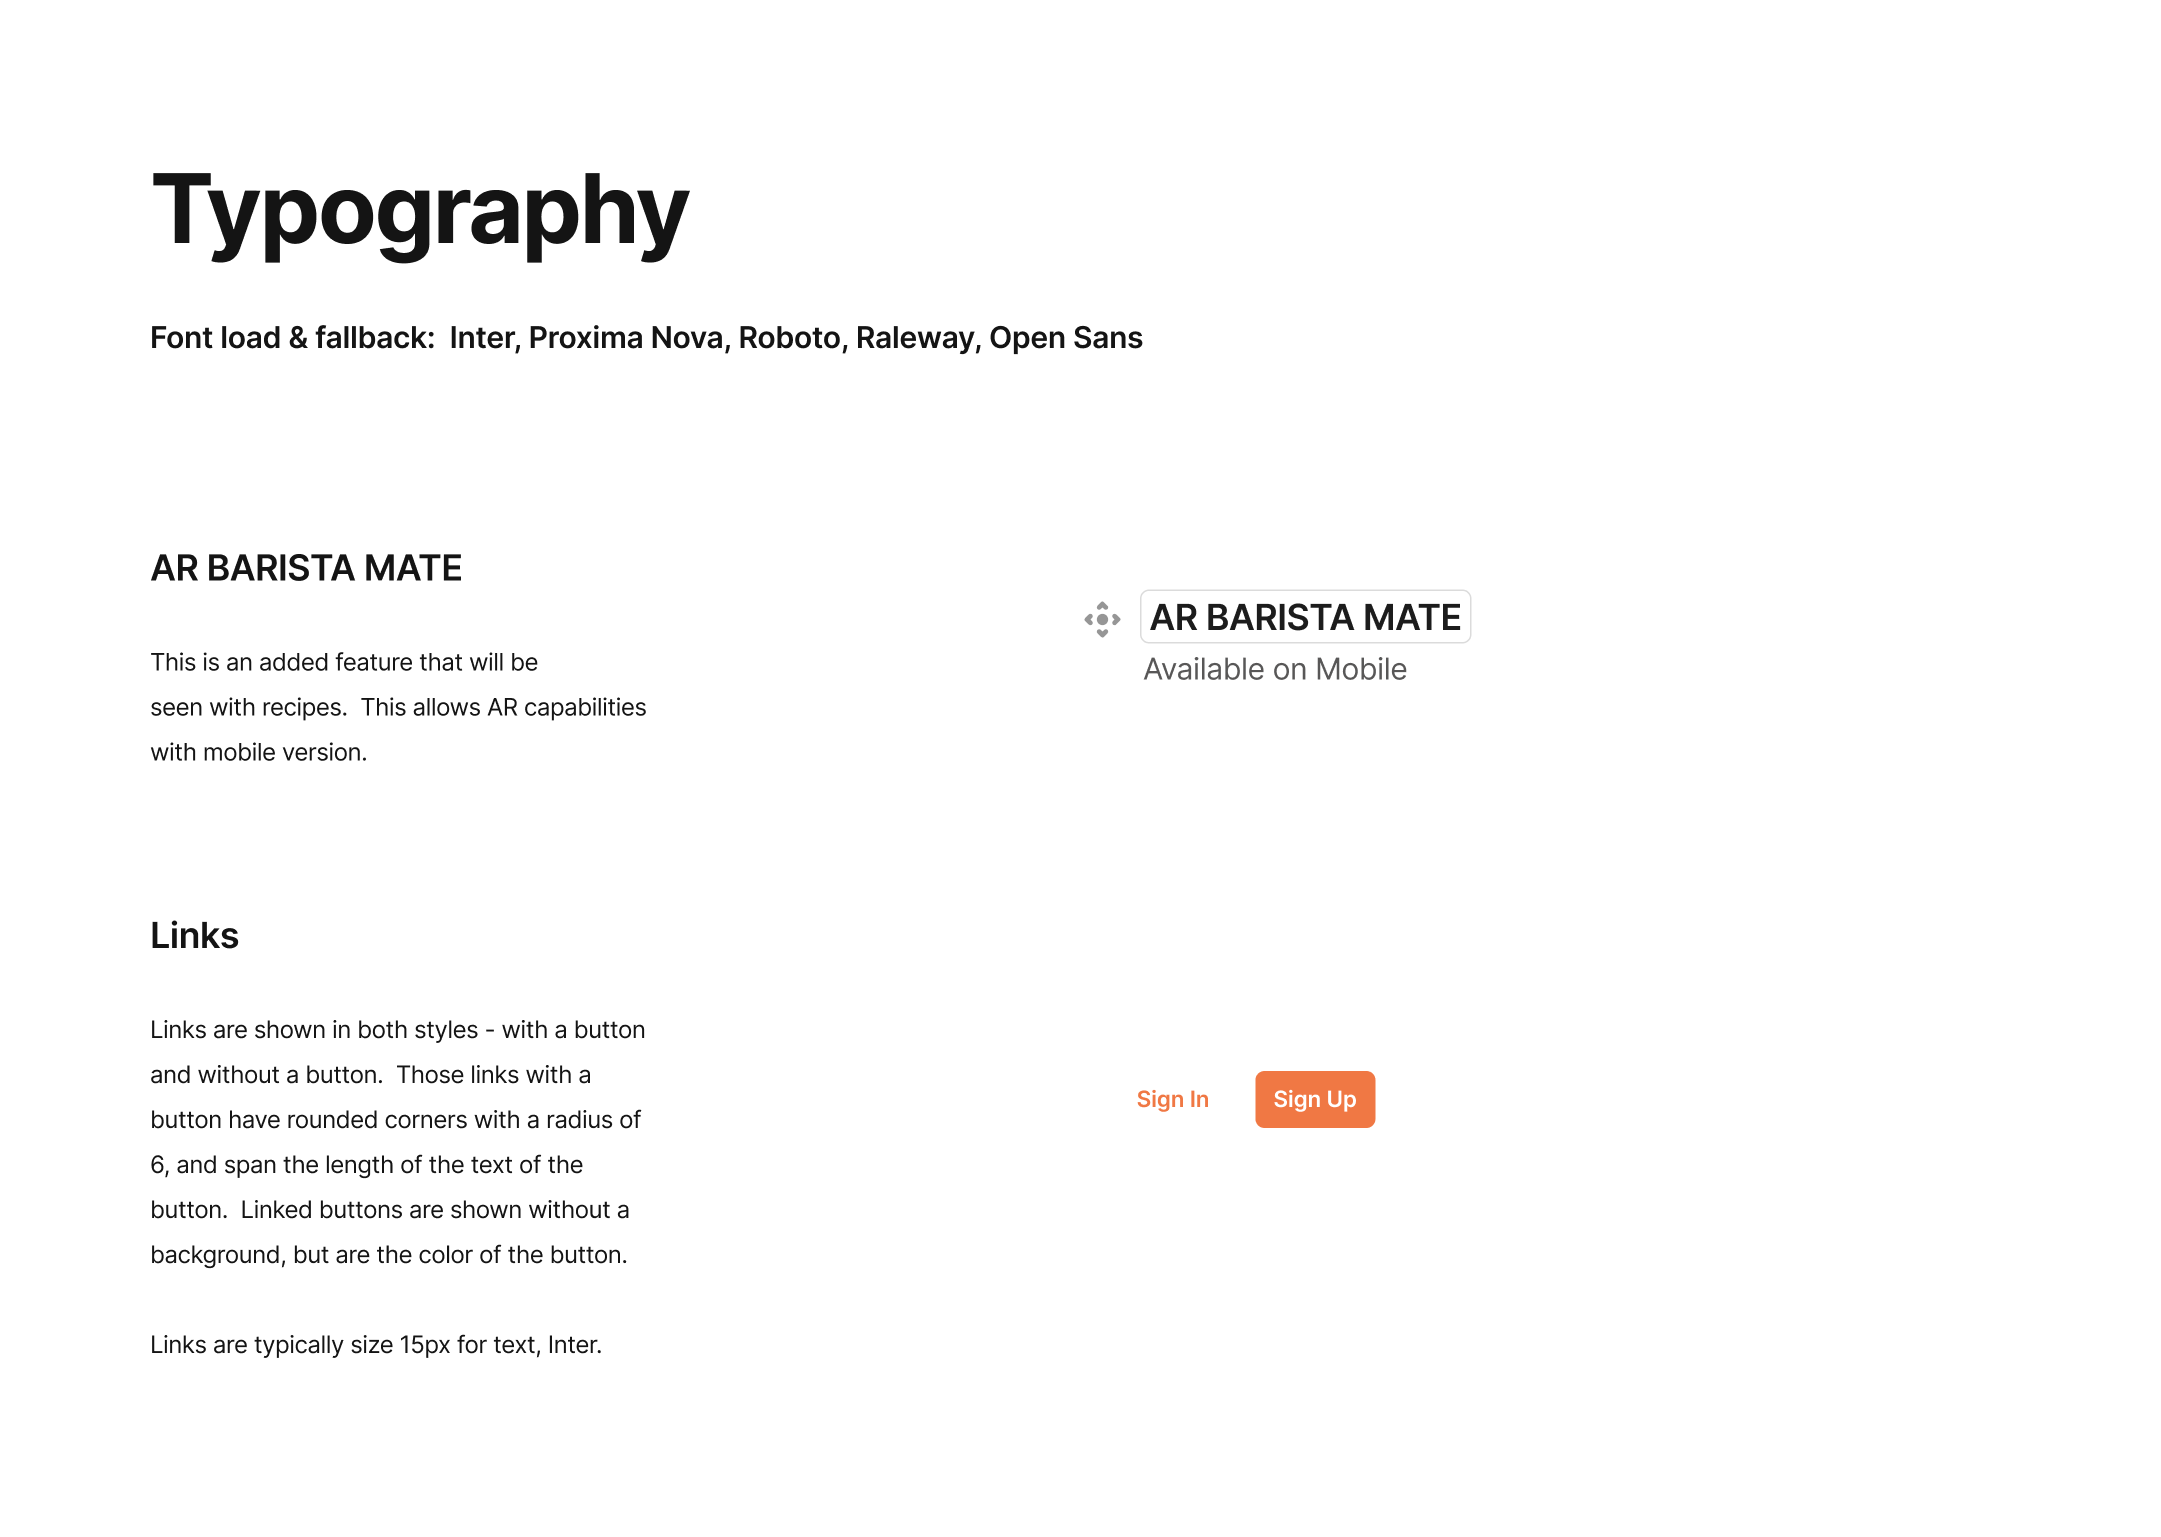 Typography
Font load & fallback:  Inter, Proxima Nova, Roboto, Raleway, Open Sans
AR BARISTA MATE
This is an added feature that will be
seen with recipes.  This allows AR capabilities
with mobile version.
AR BARISTA MATE
Available on Mobile
Links
Links are shown in both styles - with a button
and without a button.  Those links with a
button have rounded corners with a radius of
6, and span the length of the text of the
button.  Linked buttons are shown without a
background, but are the color of the button.
Links are typically size 15px for text, Inter.
Sign In
Sign Up